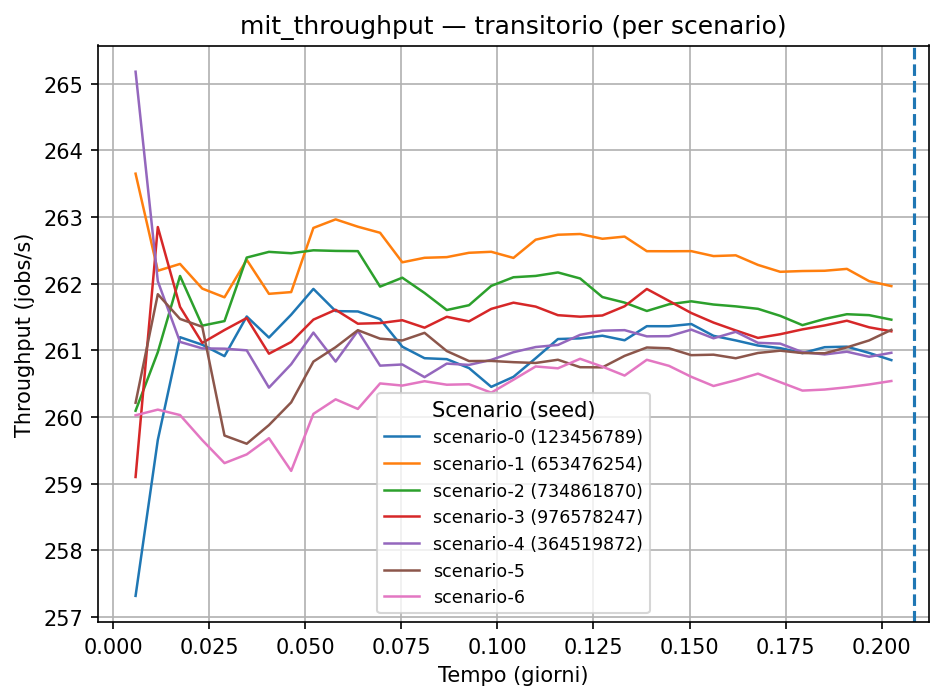 mit_throughput — transitorio (per scenario)
Throughput (jobs/s)
265
264
263
262
261
260
259
258
257
Scenario (seed)
scenario-0 (123456789)
scenario-1 (653476254)
scenario-2 (734861870)
scenario-3 (976578247)
scenario-4 (364519872)
scenario-5
scenario-6
0.000 0.025 0.050 0.075 0.100 0.125 0.150 0.175 0.200
Tempo (giorni)